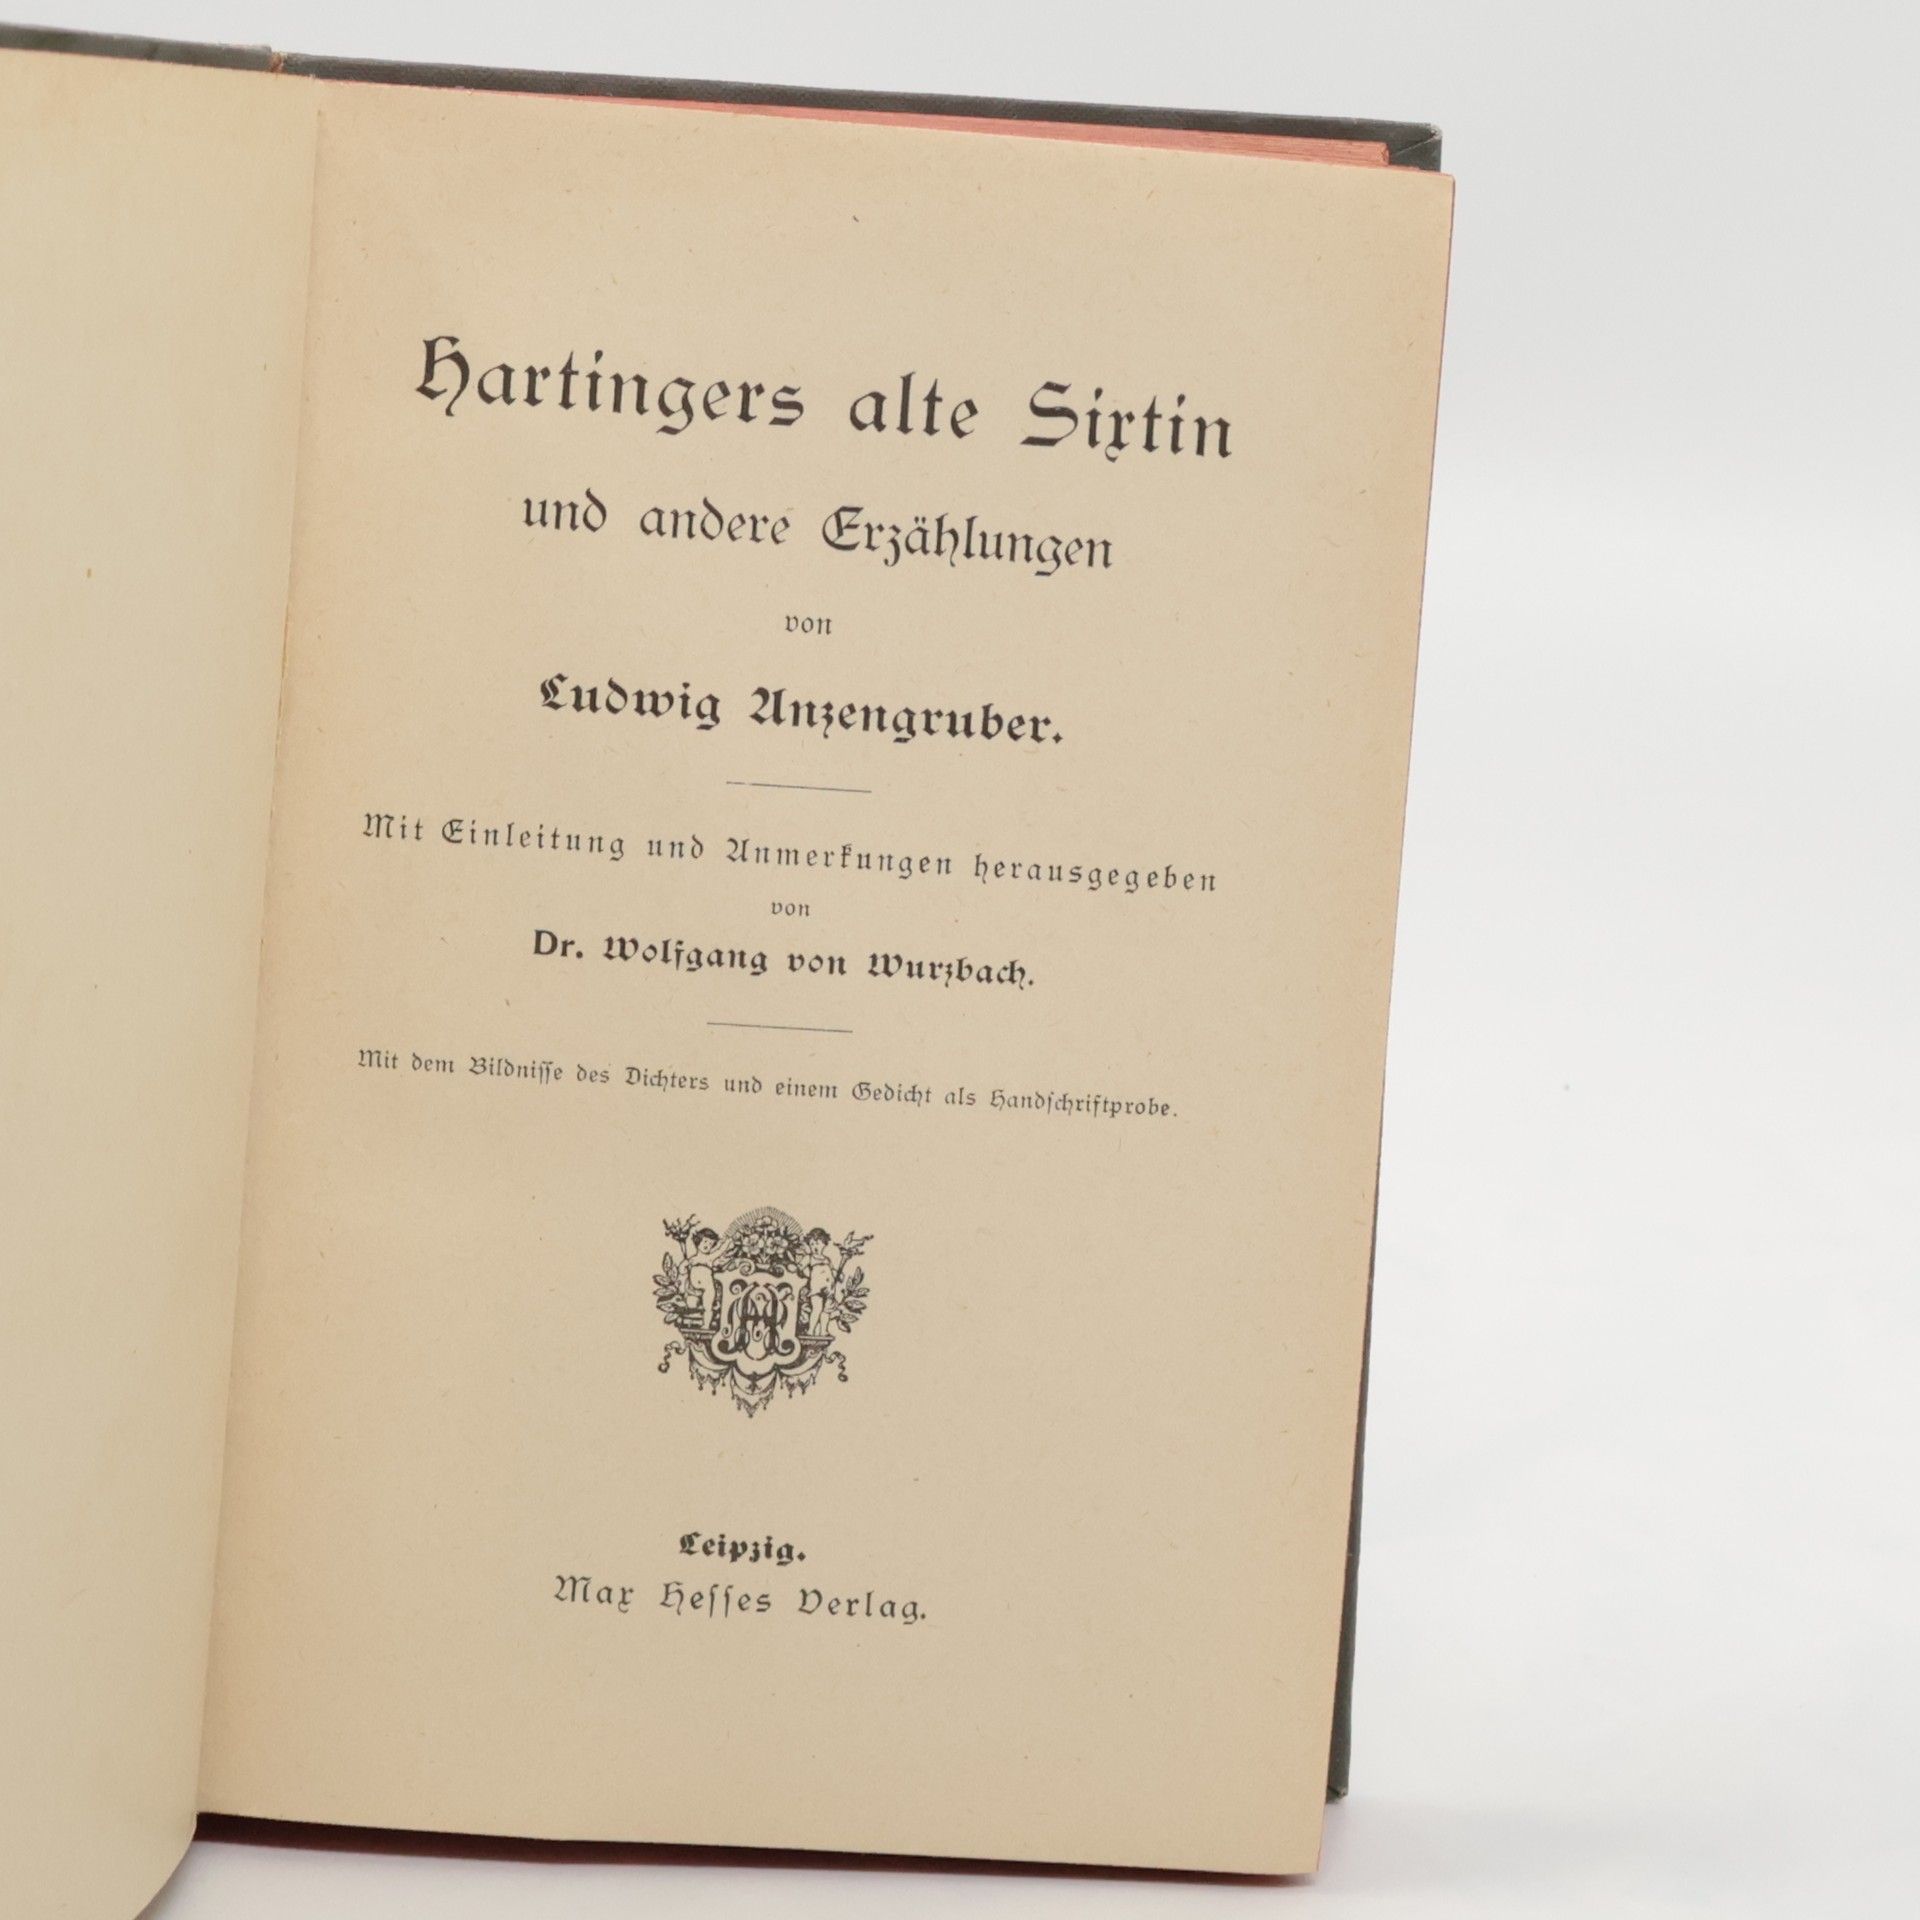 Hartingers alte Sixtin
und andere Erzählungen
von
Ludwig Anzengruber.
Mit Einleitung und Anmerkungen herausgegeben
von
Dr. Wolfgang von Wurzbach.
Mit dem Bildniſſe des Dichters und einem Gedicht als Handſchriftprobe.
Leipzig.
Max Heſſes Verlag.